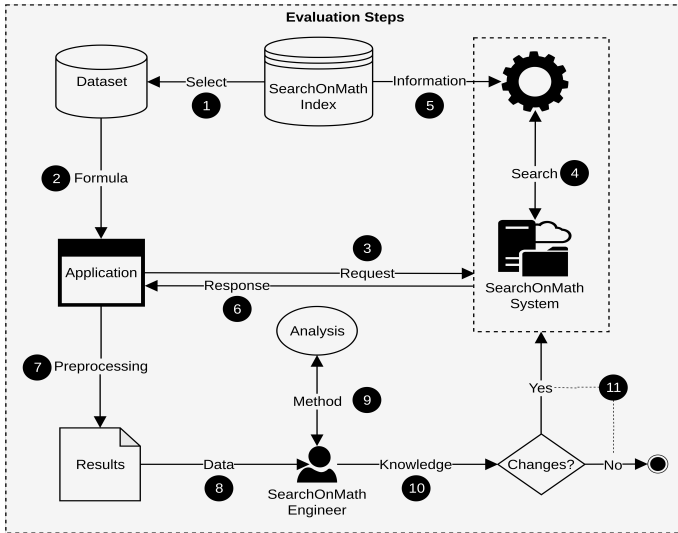 Evaluation Steps
Dataset
Select
1
SearchOnMath
Index
Information
5
2
Formula
Search
4
3
Request
Application
Response
6
SearchOnMath
System
Analysis
7
Preprocessing
Method
9
Yes
11
Results
Data
8
SearchOnMath
Engineer
Knowledge
10
Changes?
No